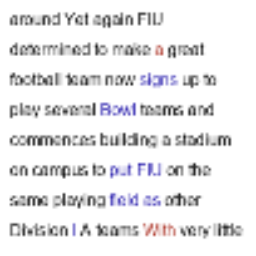 around Yet again FIU
determined to make a great
football team now signs up to
play several Bowl teams and
commences building a stadium
on campus to put FIU on the
same playing field as other
Division I A teams With very little